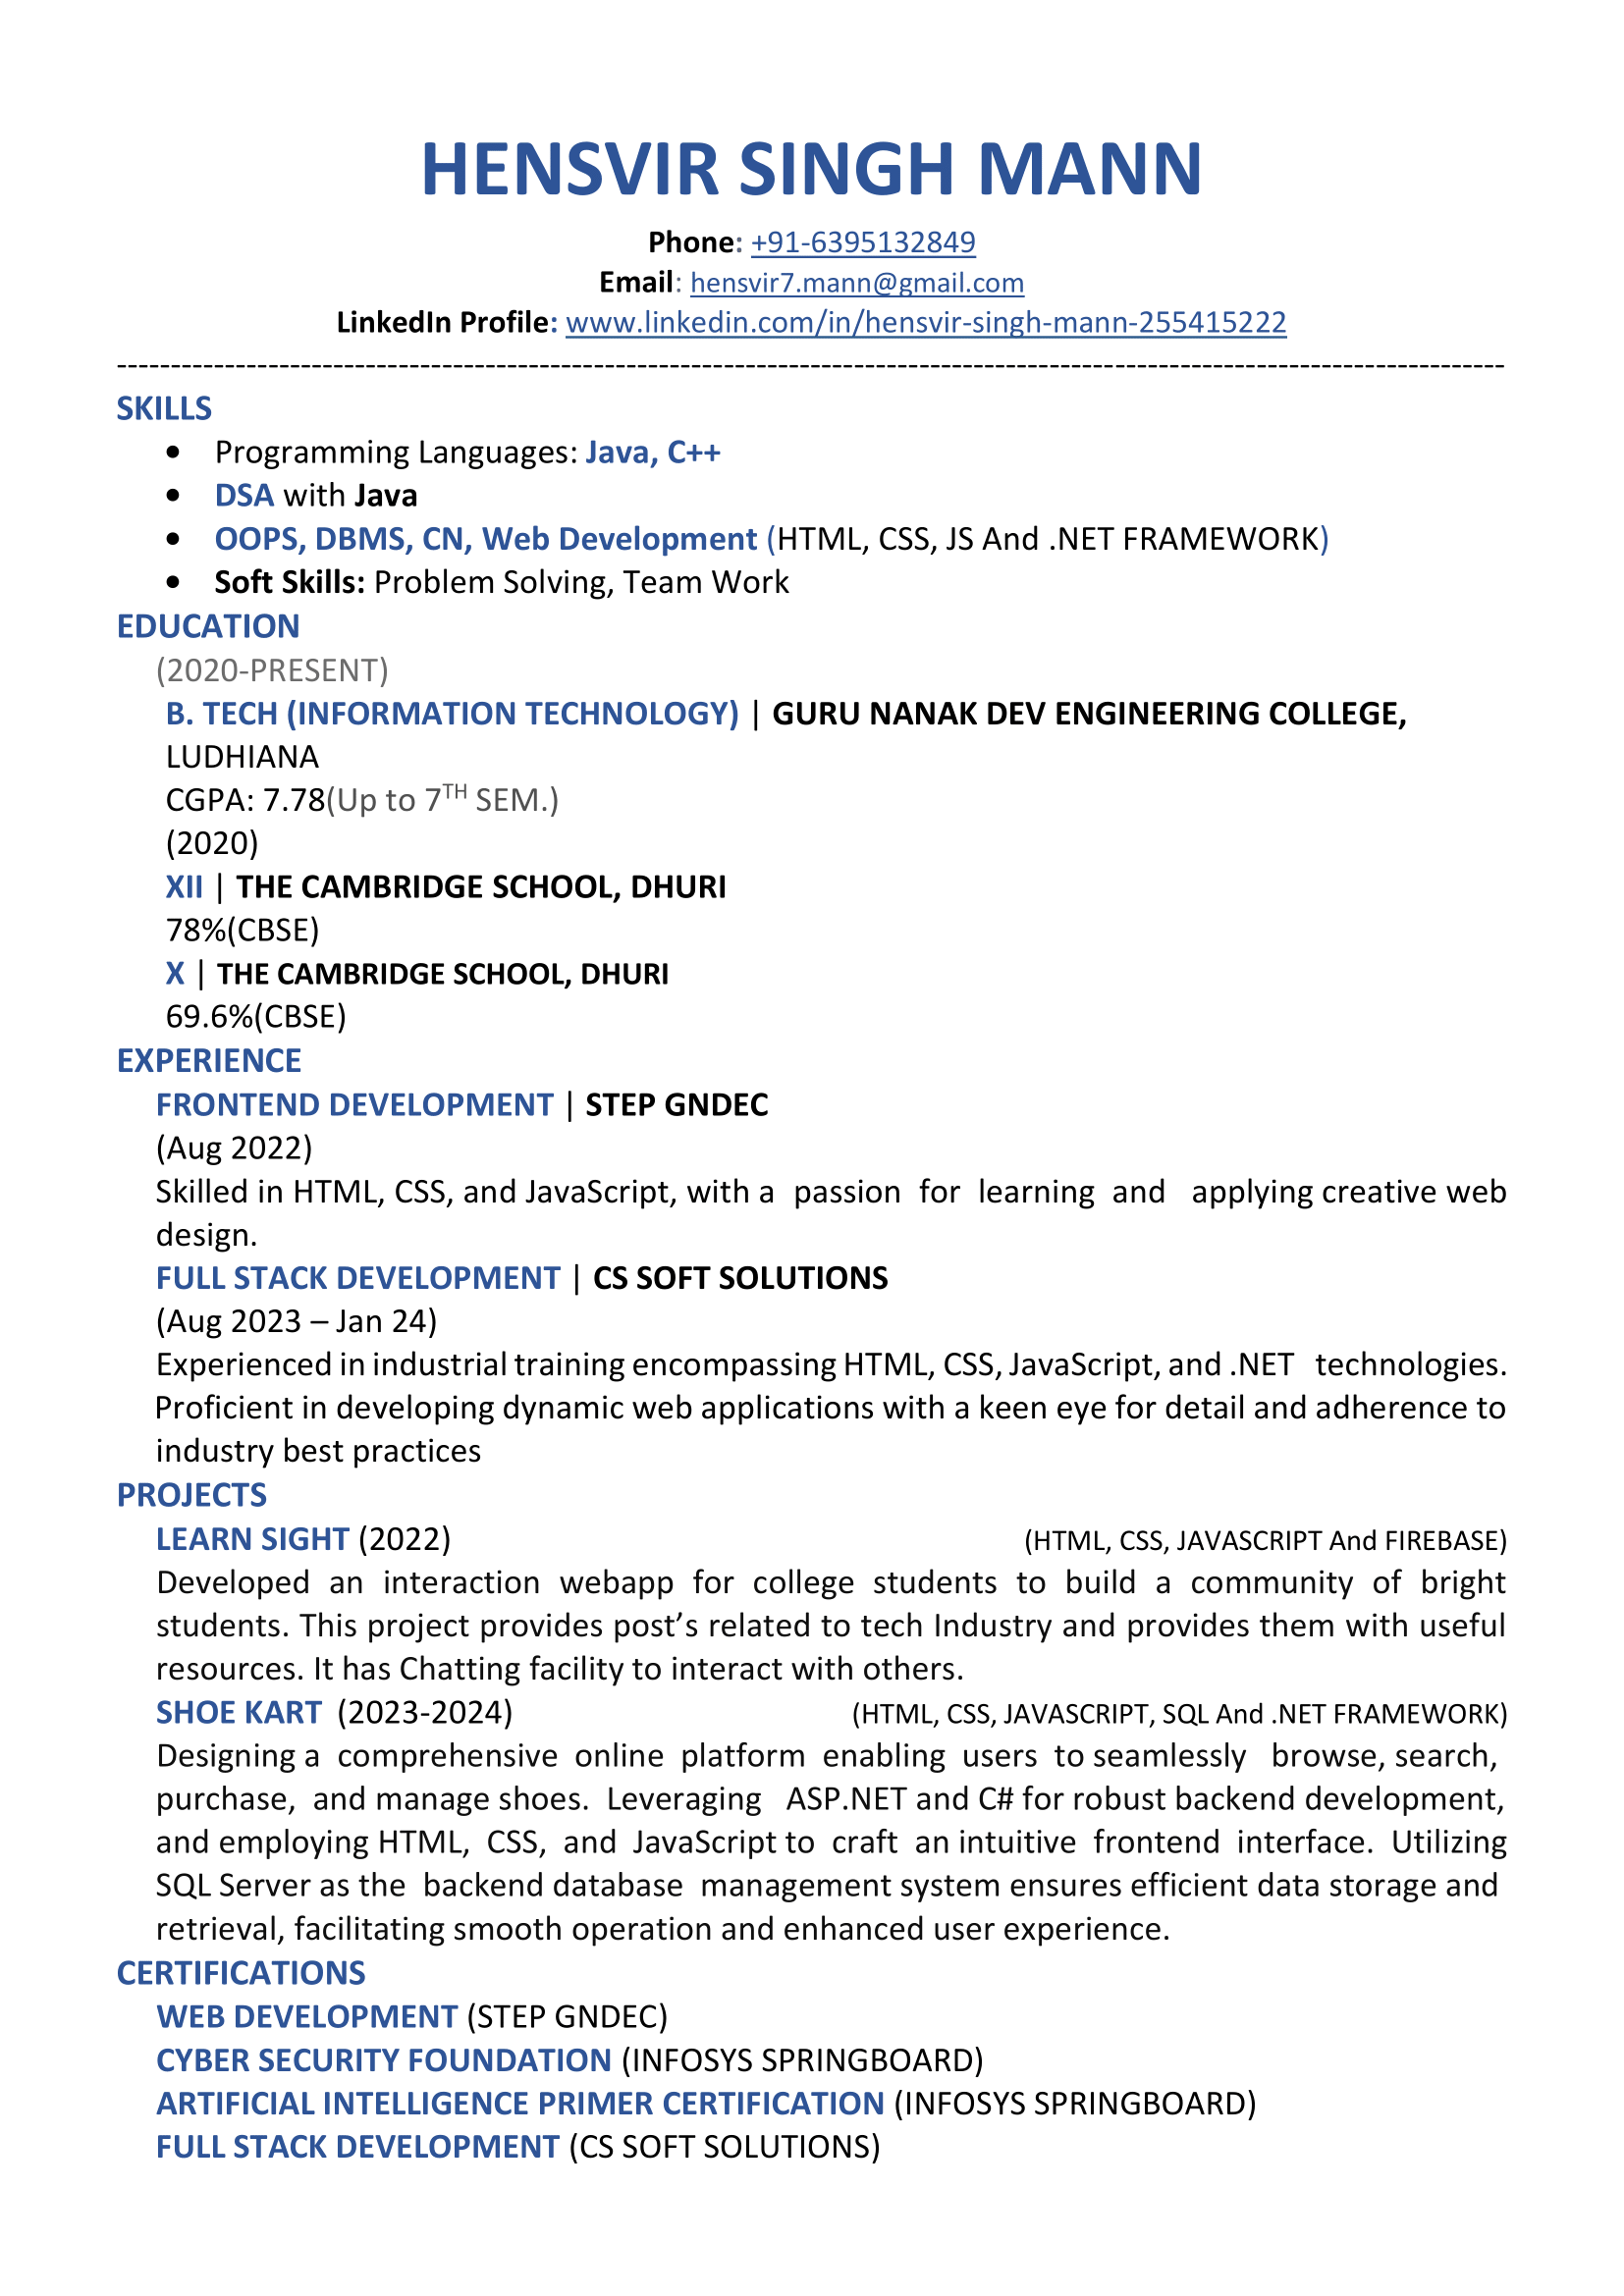 HENSVIR SINGH MANN
Phone: +91-6395132849
Email: hensvir7.mann@gmail.com
LinkedIn Profile: www.linkedin.com/in/hensvir-singh-mann-255415222
---------------------------------------------------------------------------------------------------------------------------------
SKILLS
• Programming Languages: Java, C++
• DSA with Java
• OOPS, DBMS, CN, Web Development (HTML, CSS, JS And .NET FRAMEWORK)
• Soft Skills: Problem Solving, Team Work
EDUCATION
(2020-PRESENT)
B. TECH (INFORMATION TECHNOLOGY) | GURU NANAK DEV ENGINEERING COLLEGE,
LUDHIANA
CGPA: 7.78(Up to 7TH SEM.)
(2020)
XII | THE CAMBRIDGE SCHOOL, DHURI
78%(CBSE)
X | THE CAMBRIDGE SCHOOL, DHURI
69.6%(CBSE)
EXPERIENCE
FRONTEND DEVELOPMENT | STEP GNDEC
(Aug 2022)
Skilled in HTML, CSS, and JavaScript, with a passion for learning and applying creative web
design.
FULL STACK DEVELOPMENT | CS SOFT SOLUTIONS
(Aug 2023 – Jan 24)
Experienced in industrial training encompassing HTML, CSS, JavaScript, and .NET technologies.
Proficient in developing dynamic web applications with a keen eye for detail and adherence to
industry best practices
PROJECTS
LEARN SIGHT (2022) (HTML, CSS, JAVASCRIPT And FIREBASE)
Developed an interaction webapp for college students to build a community of bright
students. This project provides post’s related to tech Industry and provides them with useful
resources. It has Chatting facility to interact with others.
SHOE KART (2023-2024) (HTML, CSS, JAVASCRIPT, SQL And .NET FRAMEWORK)
Designing a comprehensive online platform enabling users to seamlessly browse, search,
purchase, and manage shoes. Leveraging ASP.NET and C# for robust backend development,
and employing HTML, CSS, and JavaScript to craft an intuitive frontend interface. Utilizing
SQL Server as the backend database management system ensures efficient data storage and
retrieval, facilitating smooth operation and enhanced user experience.
CERTIFICATIONS
WEB DEVELOPMENT (STEP GNDEC)
CYBER SECURITY FOUNDATION (INFOSYS SPRINGBOARD)
ARTIFICIAL INTELLIGENCE PRIMER CERTIFICATION (INFOSYS SPRINGBOARD)
FULL STACK DEVELOPMENT (CS SOFT SOLUTIONS)